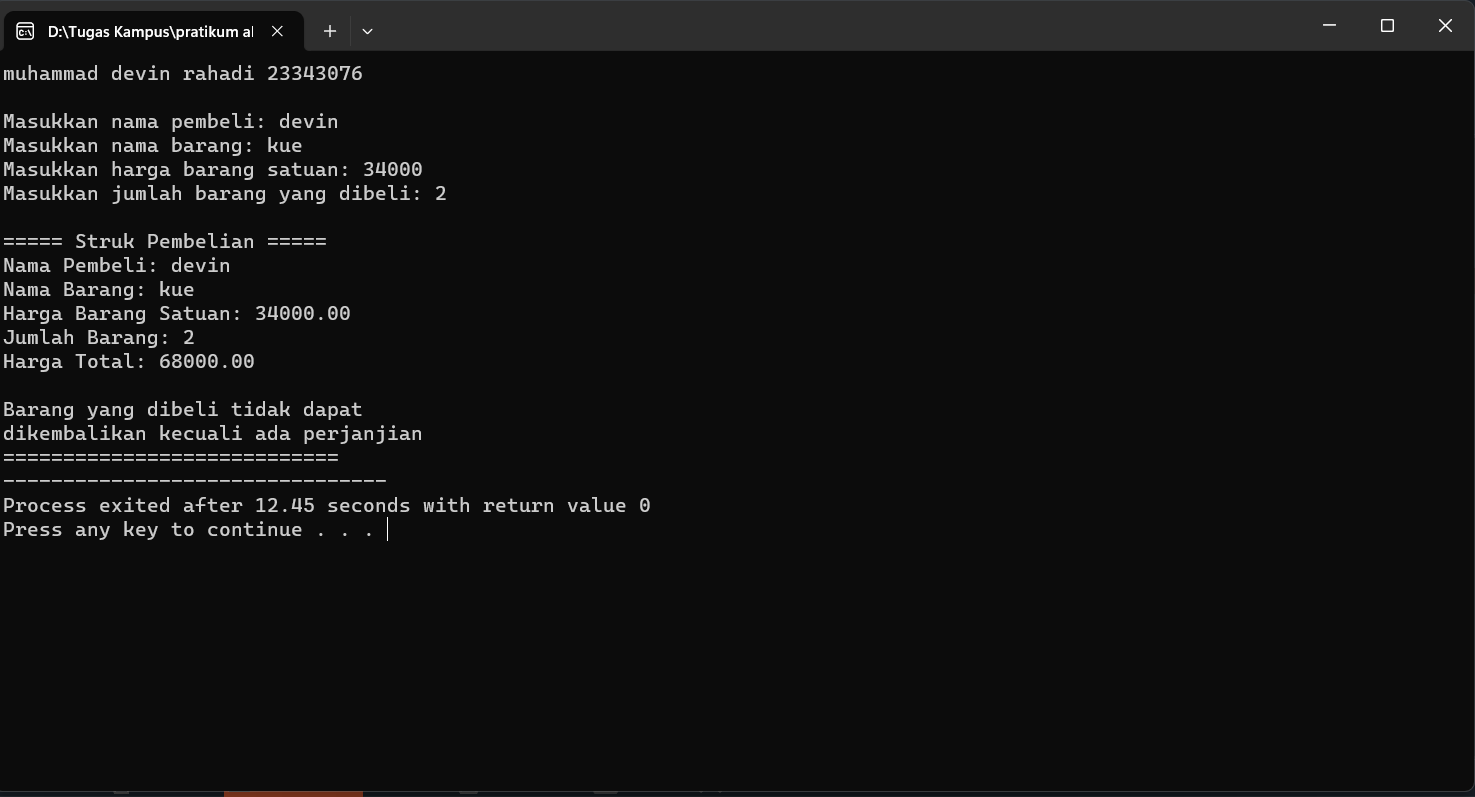 D:\Tugas Kampus\pratikum al
muhammad devin rahadi 23343076
Masukkan nama pembeli: devin
Masukkan nama barang: kue
Masukkan harga barang satuan: 34000
Masukkan jumlah barang yang dibeli: 2
===== Struk Pembelian =====
Nama Pembeli: devin
Nama Barang: kue
Harga Barang Satuan: 34000.00
Jumlah Barang: 2
Harga Total: 68000.00
Barang yang dibeli tidak dapat
dikembalikan kecuali ada perjanjian
============================
--------------------------------
Process exited after 12.45 seconds with return value 0
Press any key to continue . . .